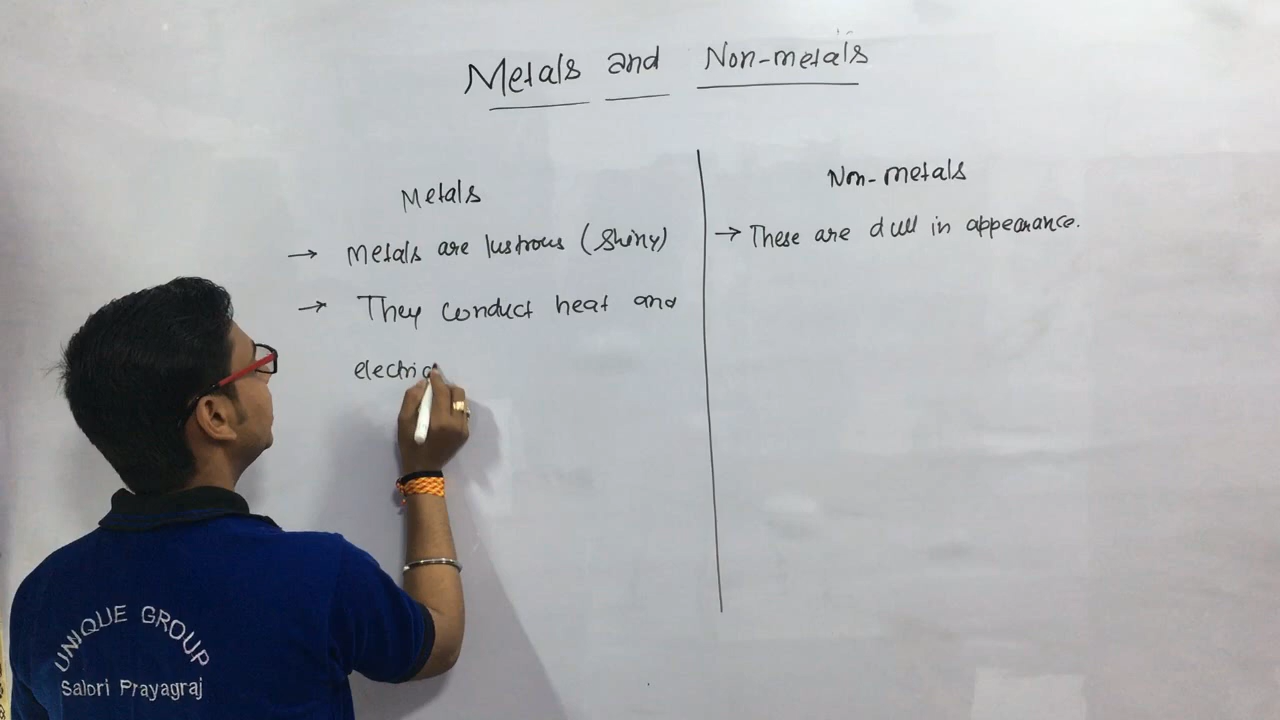 Metals and Non-metals
Metals
→ Metals are lustrous (Shiny)
→ They conduct heat and
electric
Non-metals
→ These are dull in appearance.
UNIQUE GROUP
Salori Prayagraj